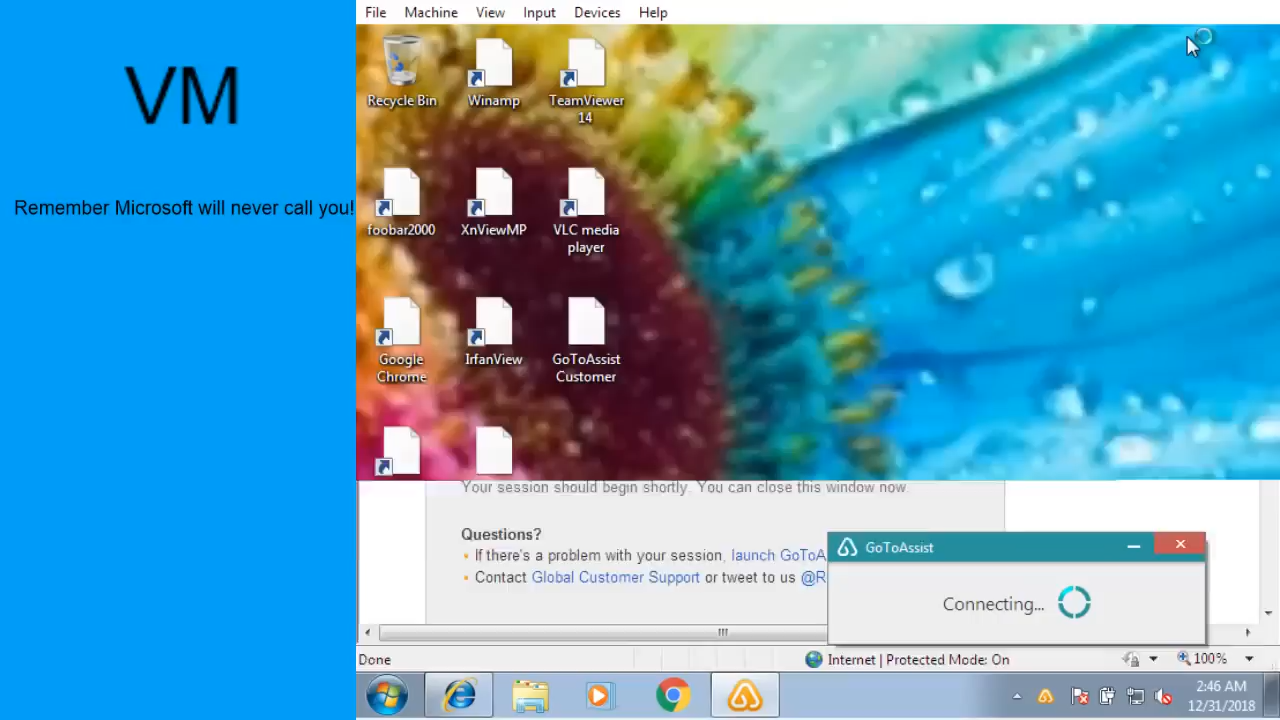 VM
Remember Microsoft will never call you!
File Machine View Input Devices Help
Recycle Bin
Winamp
TeamViewer
14
foobar2000
XnViewMP
VLC media
player
Google
Chrome
IrfanView
GoToAssist
Customer
Your session should begin shortly. You can close this window now.
Questions?
If there's a problem with your session, launch GoToA
Contact Global Customer Support or tweet to us @R
GoToAssist
Connecting...
Done
Internet | Protected Mode: On
100%
2:46 AM
12/31/2018